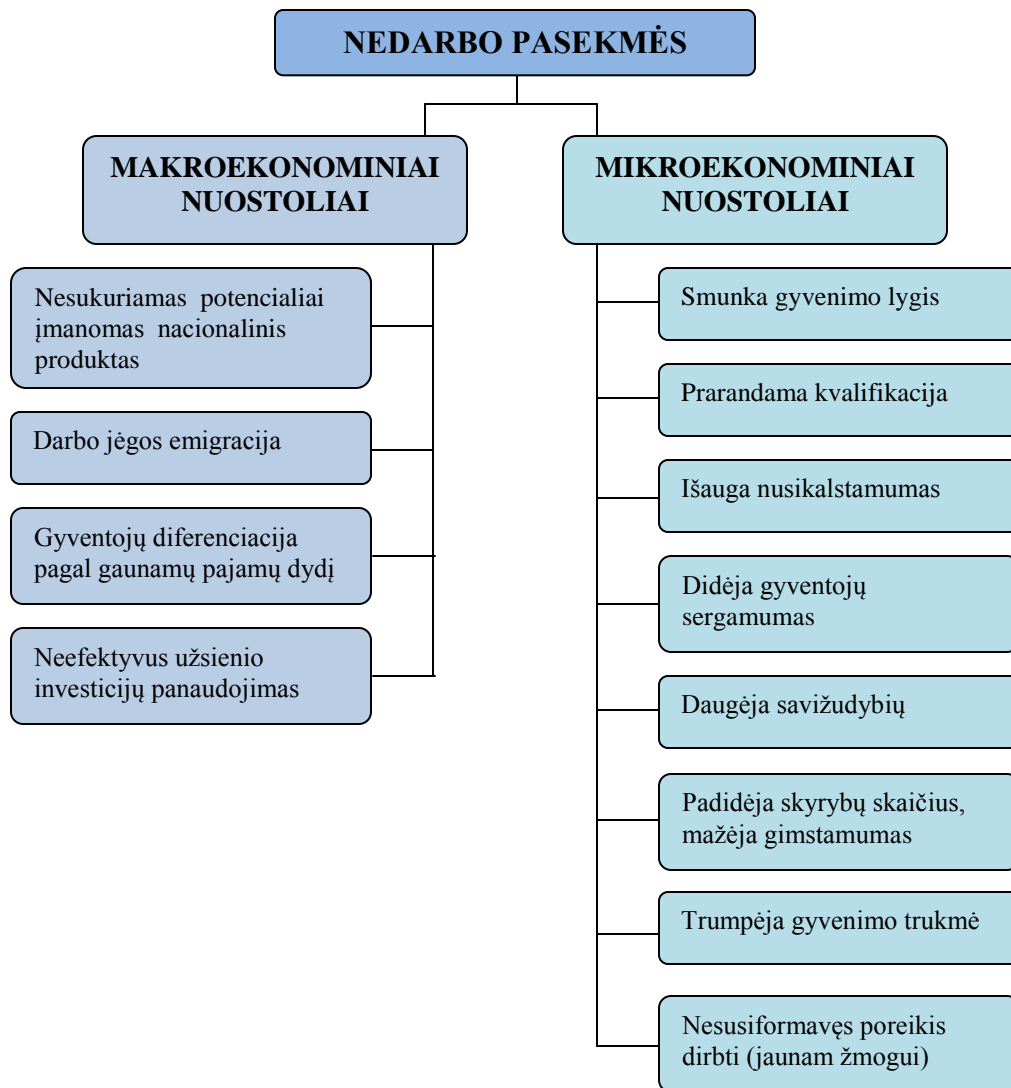 NEDARBO PASEKMĖS
MAKROEKONOMINIAI
NUOSTOLIAI
Nesukuriamas potencialiai
įmanomas nacionalinis
produktas
Darbo jėgos emigracija
Gyventojų diferenciacija
pagal gaunamų pajamų dydį
Neefektyvus užsienio
investicijų panaudojimas
MIKROEKONOMINIAI
NUOSTOLIAI
Smunka gyvenimo lygis
Prarandama kvalifikacija
Išauga nusikalstamumas
Didėja gyventojų
sergamumas
Daugėja savižudybių
Padidėja skyrybų skaičius,
mažėja gimstamumas
Trumpėja gyvenimo trukmė
Nesusiformavęs poreikis
dirbti (jaunam žmogui)